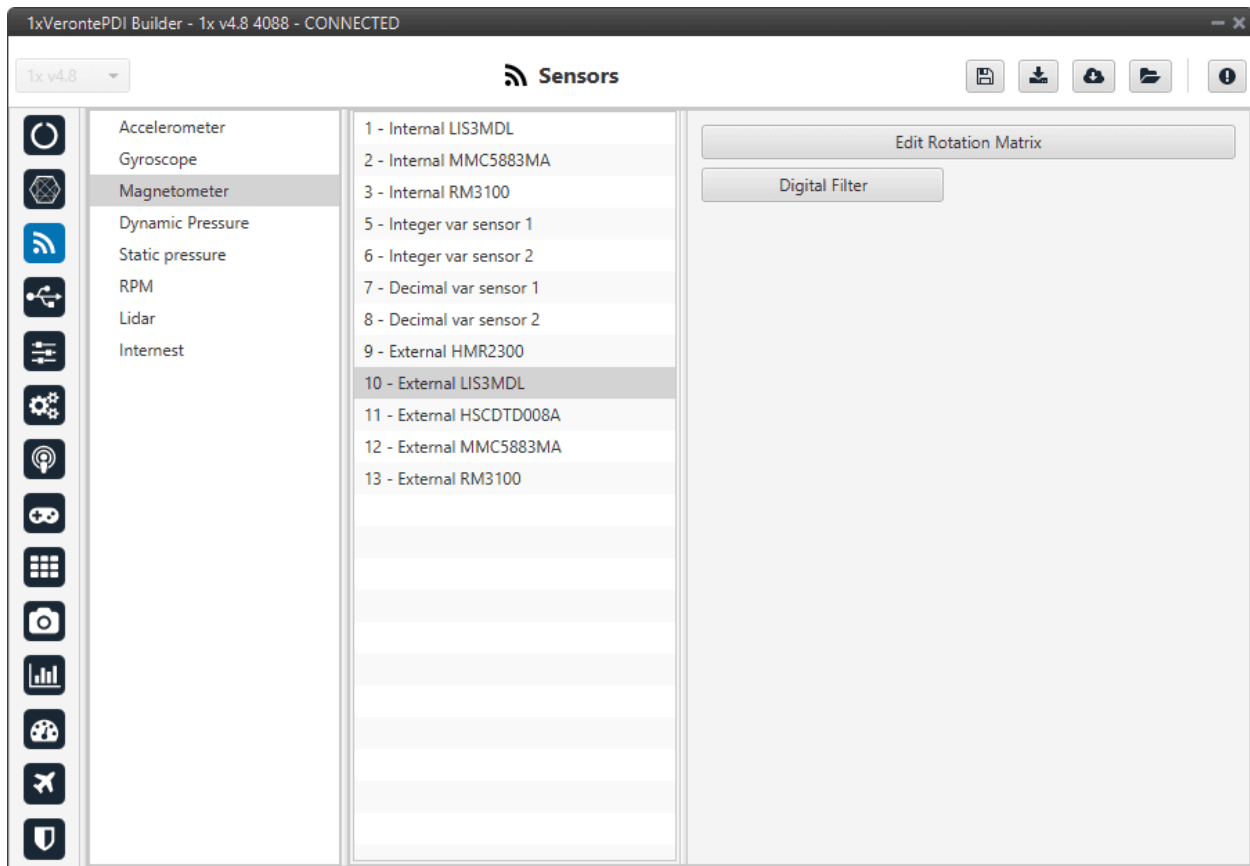 1xVerontePDI Builder - 1x v4.8 4088 - CONNECTED
1x v4.8
Sensors
Accelerometer
Gyroscope
Magnetometer
Dynamic Pressure
Static pressure
RPM
Lidar
Internest
1 - Internal LIS3MDL
2 - Internal MMC5883MA
3 - Internal RM3100
5 - Integer var sensor 1
6 - Integer var sensor 2
7 - Decimal var sensor 1
8 - Decimal var sensor 2
9 - External HMR2300
10 - External LIS3MDL
11 - External HSCDTD008A
12 - External MMC5883MA
13 - External RM3100
Edit Rotation Matrix
Digital Filter